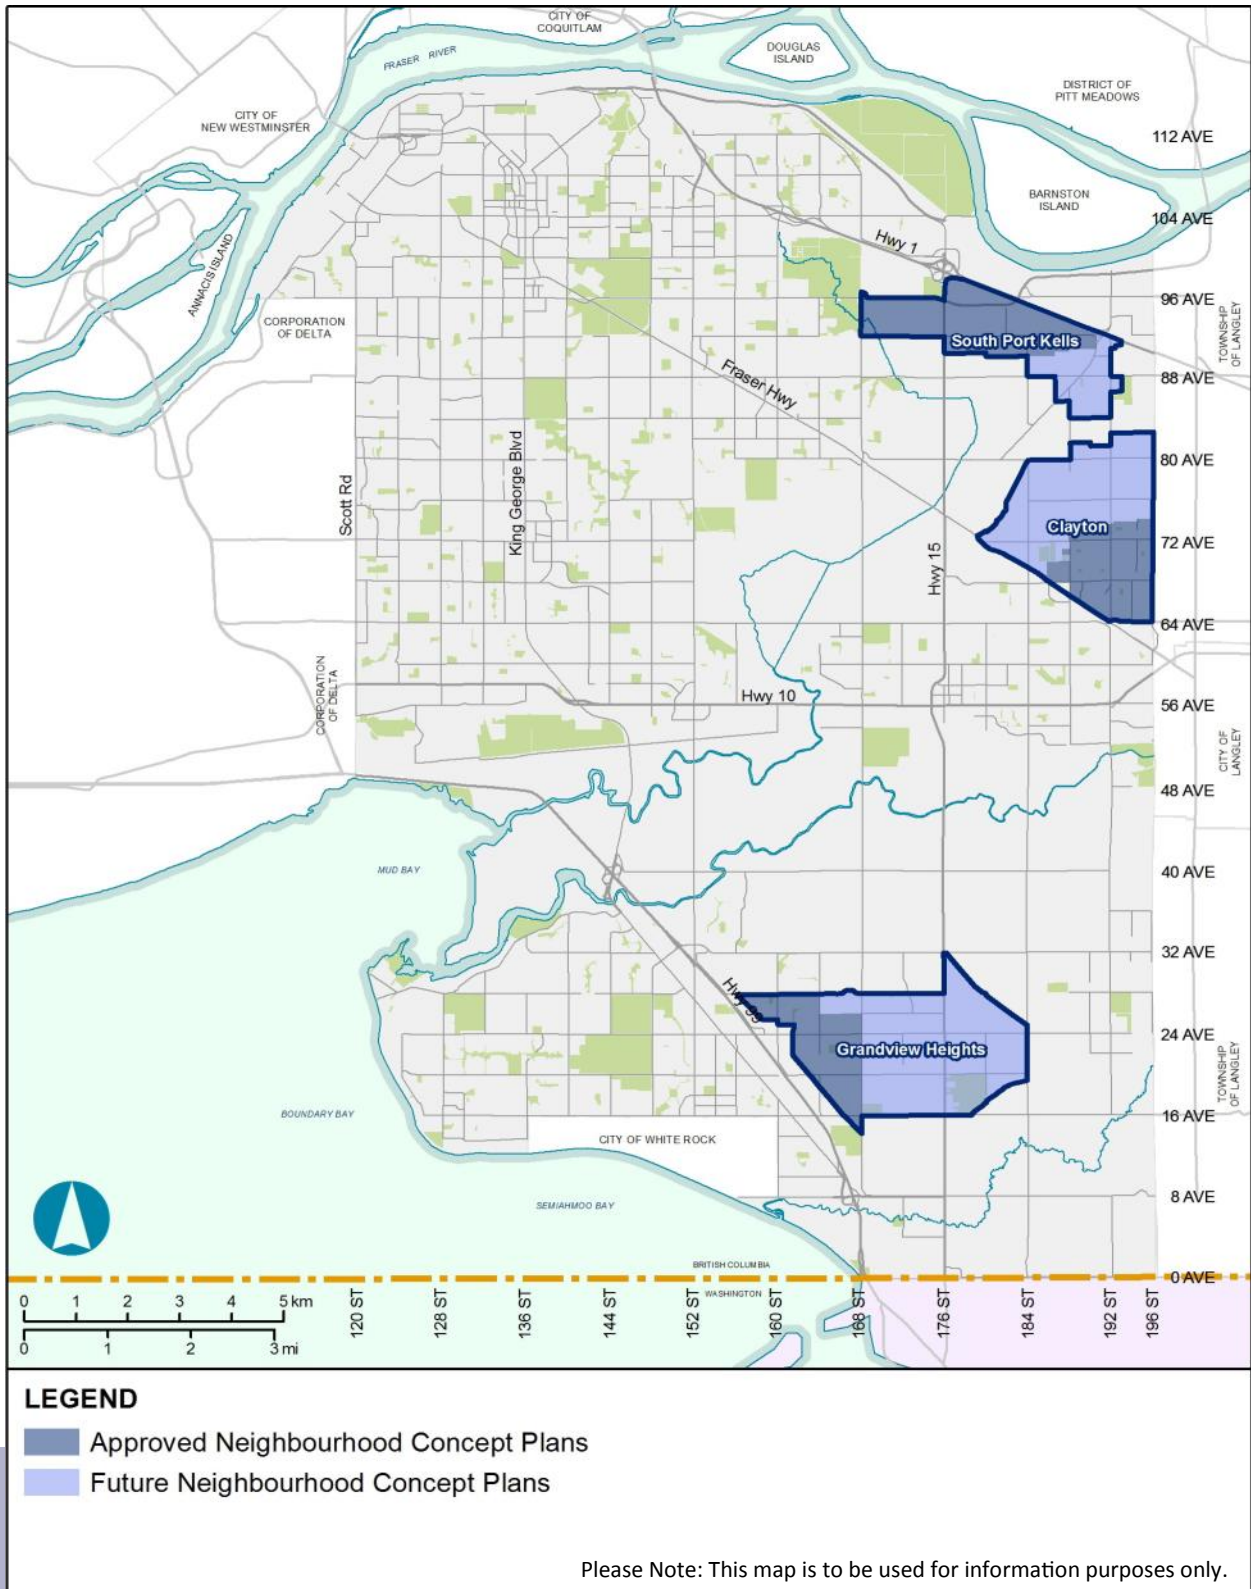 CITY OF
COQUITLAM
FRASER RIVER
DOUGLAS
ISLAND
DISTRICT OF
PITT MEADOWS
CITY OF
NEW WESTMINSTER
112 AVE
BARNSTON
ISLAND
104 AVE
Hwy 1
ANNACIS ISLAND
96 AVE
CORPORATION
OF DELTA
TOWNSHIP
OF LANGLEY
South Port Kells
88 AVE
Fraser Hwy
80 AVE
Scott Rd
King George Blvd
Clayton
72 AVE
Hwy 15
64 AVE
CORPORATION
OF DELTA
Hwy 10
56 AVE
CITY OF
LANGLEY
48 AVE
MUD BAY
40 AVE
32 AVE
Hwy 99
24 AVE
Grandview Heights
TOWNSHIP
OF LANGLEY
BOUNDARY BAY
16 AVE
CITY OF WHITE ROCK
8 AVE
SEMIAHMOO BAY
BRITISH COLUMBIA
0 AVE
WASHINGTON
0 1 2 3 4 5 km
0 1 2 3 mi
120 ST
128 ST
136 ST
144 ST
152 ST
160 ST
168 ST
176 ST
184 ST
192 ST
196 ST
LEGEND
Approved Neighbourhood Concept Plans
Future Neighbourhood Concept Plans
Please Note: This map is to be used for information purposes only.